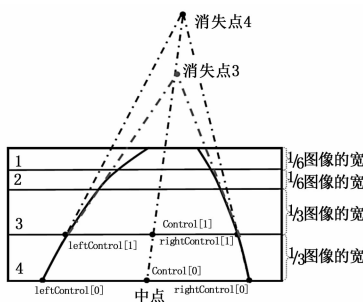 消失点4
消失点3
1
1/6图像的宽
2
1/6图像的宽
3
1/3图像的宽
Control[1]
leftControl[1]
rightControl[1]
4
1/3图像的宽
Control[0]
leftControl[0]
中点
rightControl[0]